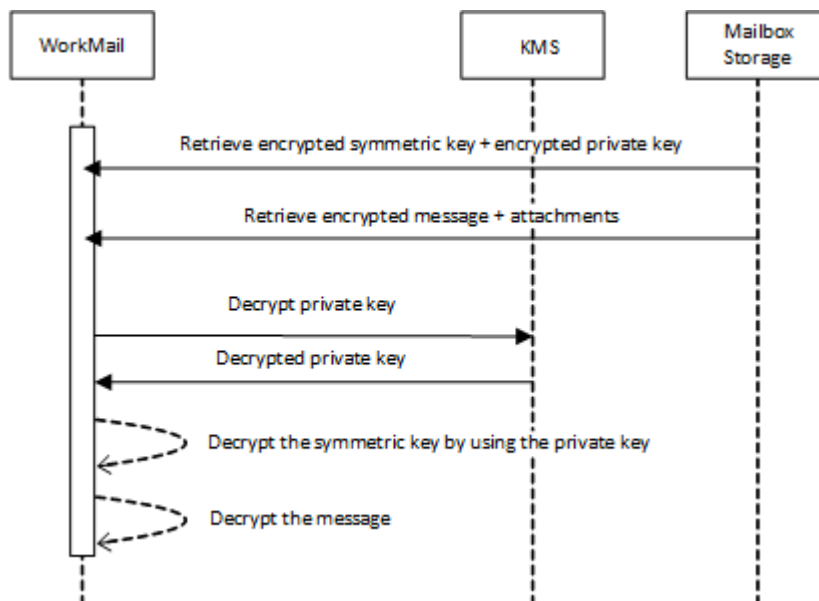 WorkMail
KMS
Mailbox
Storage
Retrieve encrypted symmetric key + encrypted private key
Retrieve encrypted message + attachments
Decrypt private key
Decrypted private key
Decrypt the symmetric key by using the private key
Decrypt the message